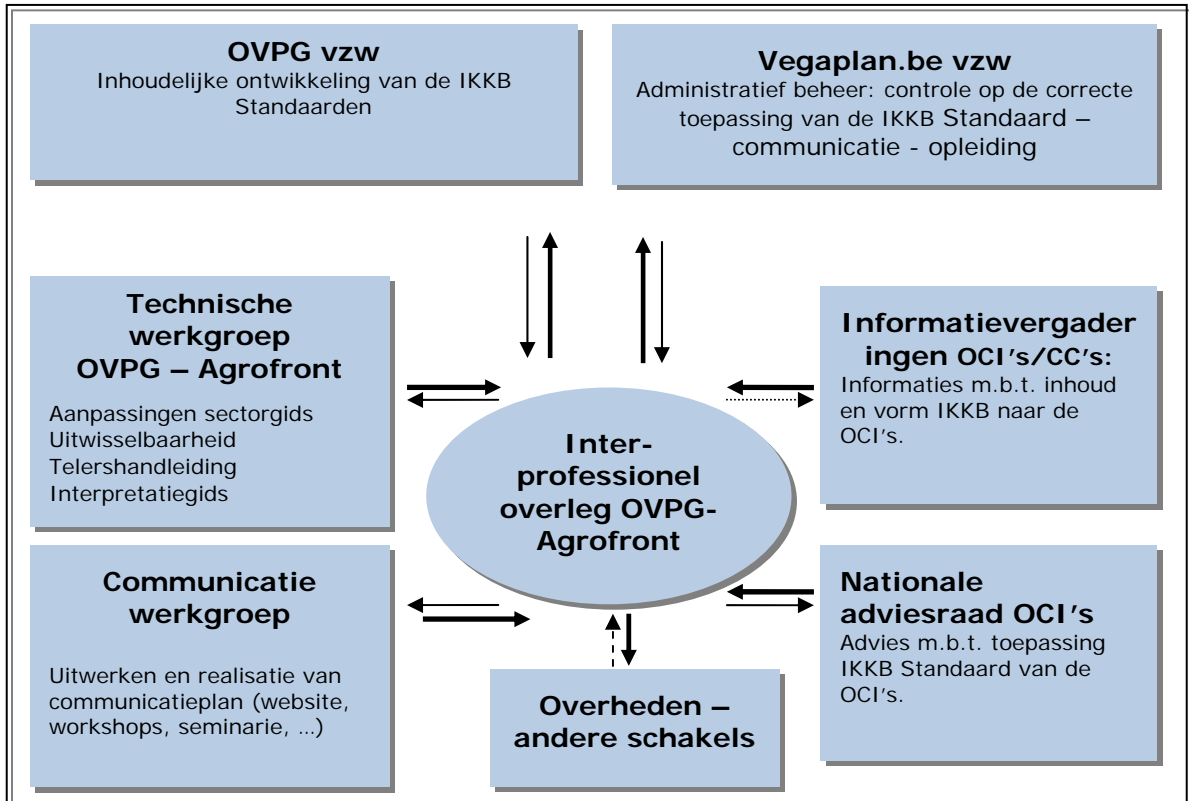 OVPG vzw
Inhoudelijke ontwikkeling van de IKKB
Standaarden
Vegaplan.be vzw
Administratief beheer: controle op de correcte
toepassing van de IKKB Standaard –
communicatie - opleiding
Technische
werkgroep
OVPG – Agrofront
Aanpassingen sectorgids
Uitwisselbaarheid
Telershandleiding
Interpretatiegids
Informatievergader
ingen OCI's/CC's:
Informaties m.b.t. inhoud
en vorm IKKB naar de
OCI's.
Inter-
professionel
overleg OVPG-
Agrofront
Communicatie
werkgroep
Uitwerken en realisatie van
communicatieplan (website,
workshops, seminarie, …)
Nationale
adviesraad OCI's
Advies m.b.t. toepassing
IKKB Standaard van de
OCI's.
Overheden –
andere schakels